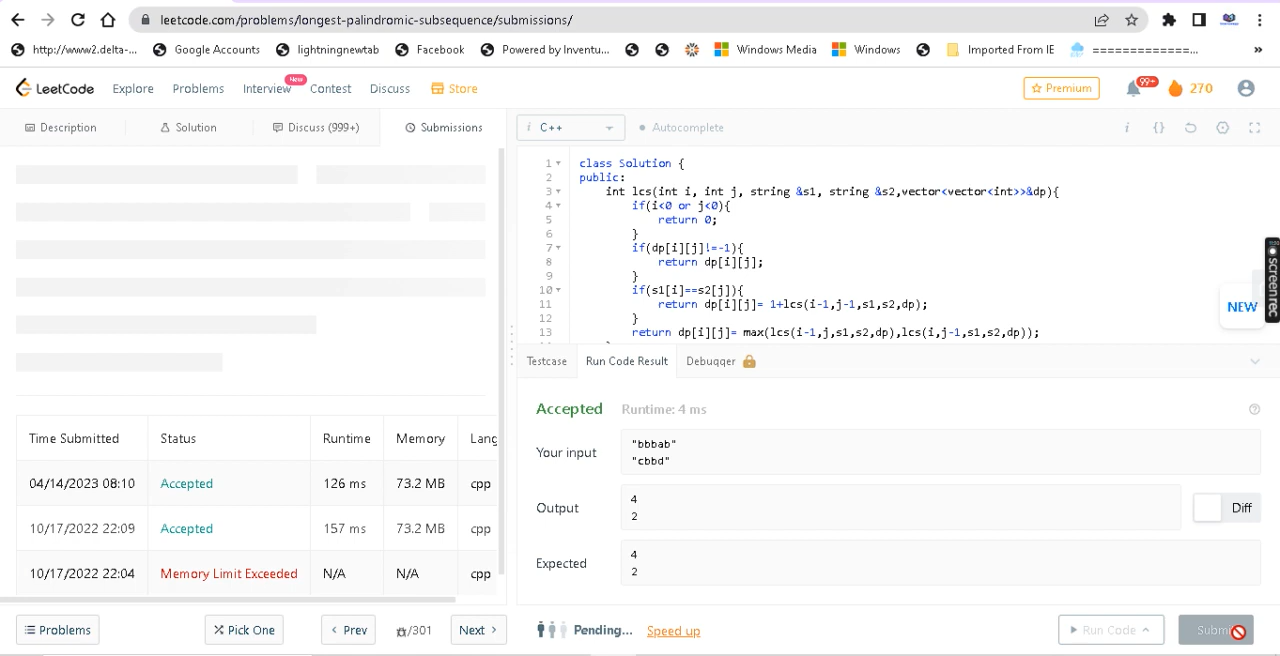 leetcode.com/problems/longest-palindromic-subsequence/submissions/
http://www2.delta-... Google Accounts lightningnewtab Facebook Powered by Inventu... Windows Media Windows Imported From IE =============... »
LeetCode Explore Problems Interview New Contest Discuss Store Premium 99+ 270
Description Solution Discuss (999+) Submissions i C++ Autocomplete i {}
1 class Solution {
2 public:
3 int lcs(int i, int j, string &s1, string &s2,vector<vector<int>>&dp){
4 if(i<0 or j<0){
5 return 0;
6 }
7 if(dp[i][j]!=-1){
8 return dp[i][j];
9 }
10 if(s1[i]==s2[j]){
11 return dp[i][j]= 1+lcs(i-1,j-1,s1,s2,dp);
12 }
13 return dp[i][j]= max(lcs(i-1,j,s1,s2,dp),lcs(i,j-1,s1,s2,dp));
screenrec
NEW
Testcase Run Code Result Debugger
Accepted Runtime: 4 ms
Your input
"bbbab"
"cbbd"
Output
4
2
Diff
Expected
4
2
Time Submitted Status Runtime Memory Lang
04/14/2023 08:10 Accepted 126 ms 73.2 MB cpp
10/17/2022 22:09 Accepted 157 ms 73.2 MB cpp
10/17/2022 22:04 Memory Limit Exceeded N/A N/A cpp
Problems Pick One < Prev /301 Next > Pending... Speed up Run Code Submi